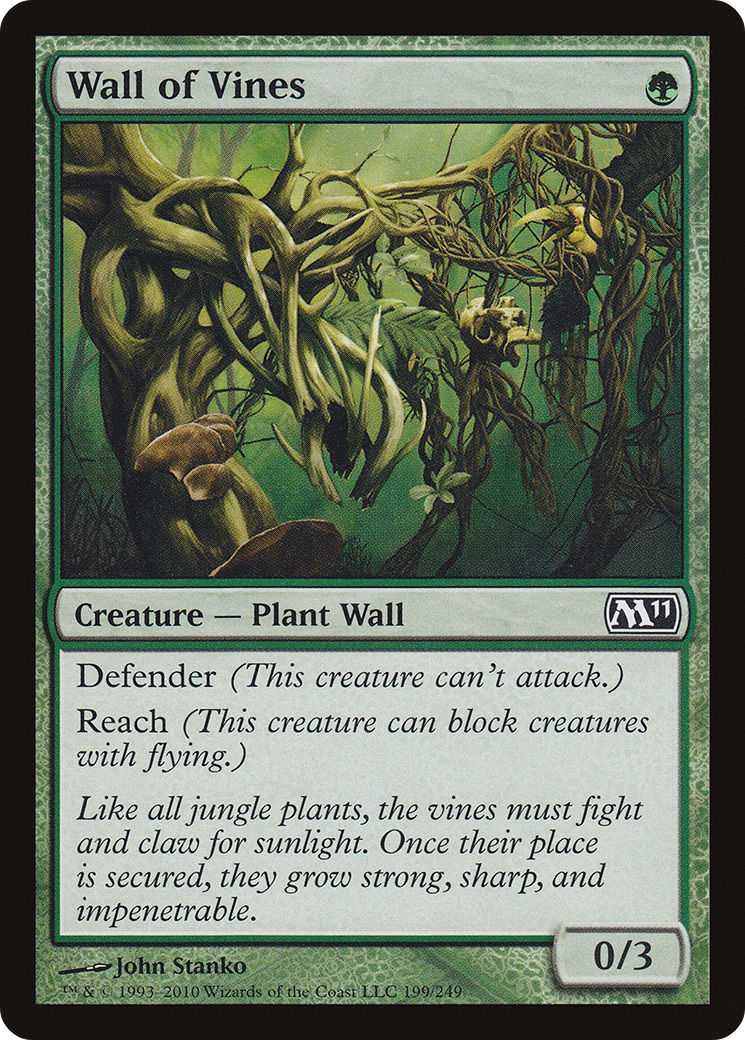 Wall of Vines
Creature — Plant Wall
M11
Defender (This creature can't attack.)
Reach (This creature can block creatures
with flying.)
Like all jungle plants, the vines must fight
and claw for sunlight. Once their place
is secured, they grow strong, sharp, and
impenetrable.
0/3
John Stanko
™ & © 1993–2010 Wizards of the Coast LLC 199/249